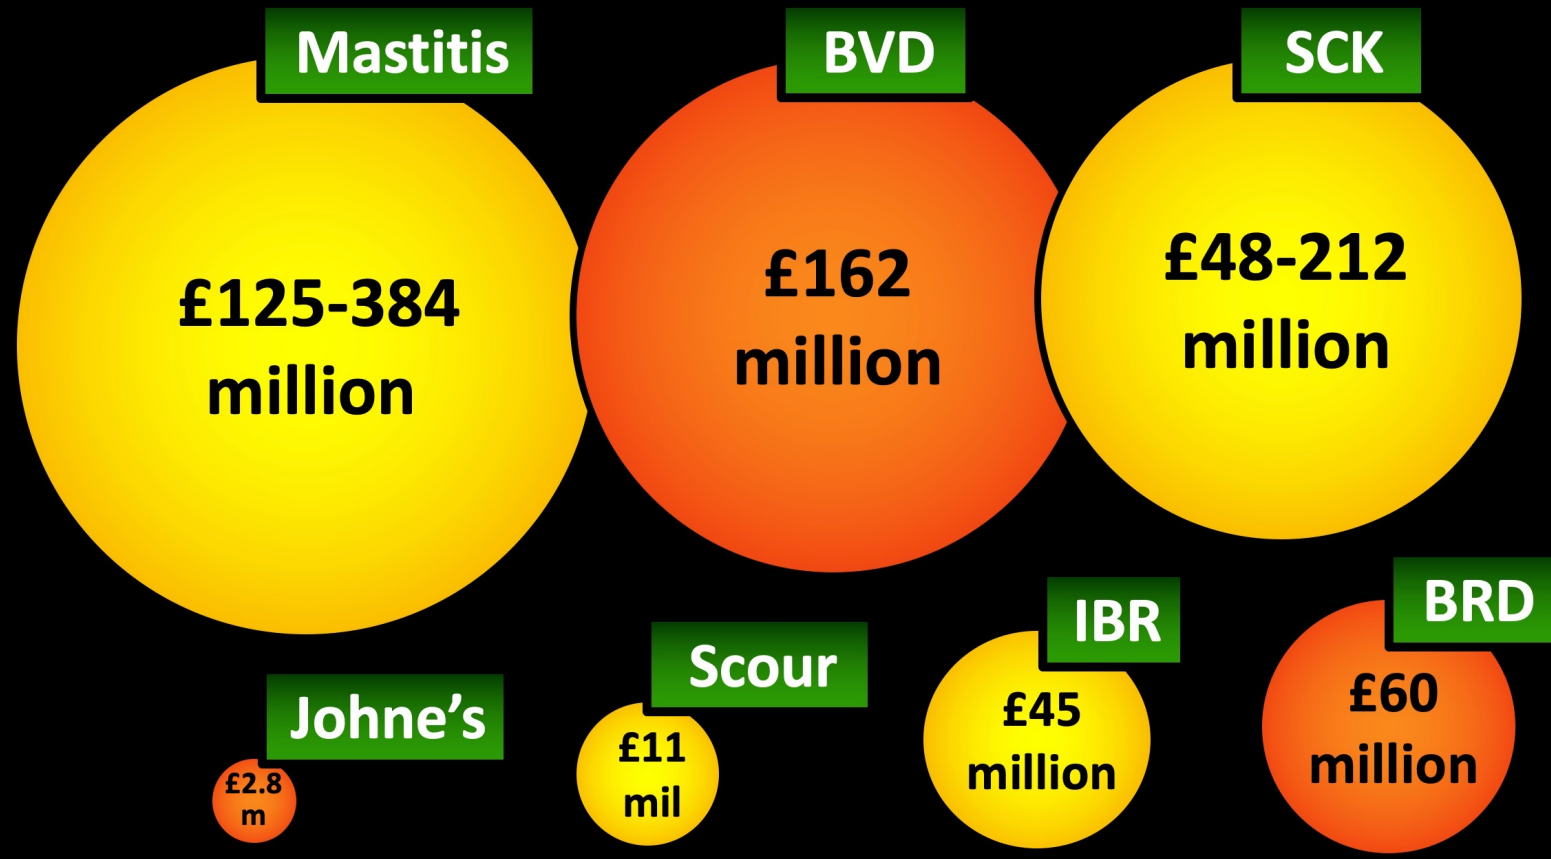 Mastitis
£125-384
million
BVD
£162
million
SCK
£48-212
million
Johne’s
£2.8
m
Scour
£11
mil
IBR
£45
million
BRD
£60
million